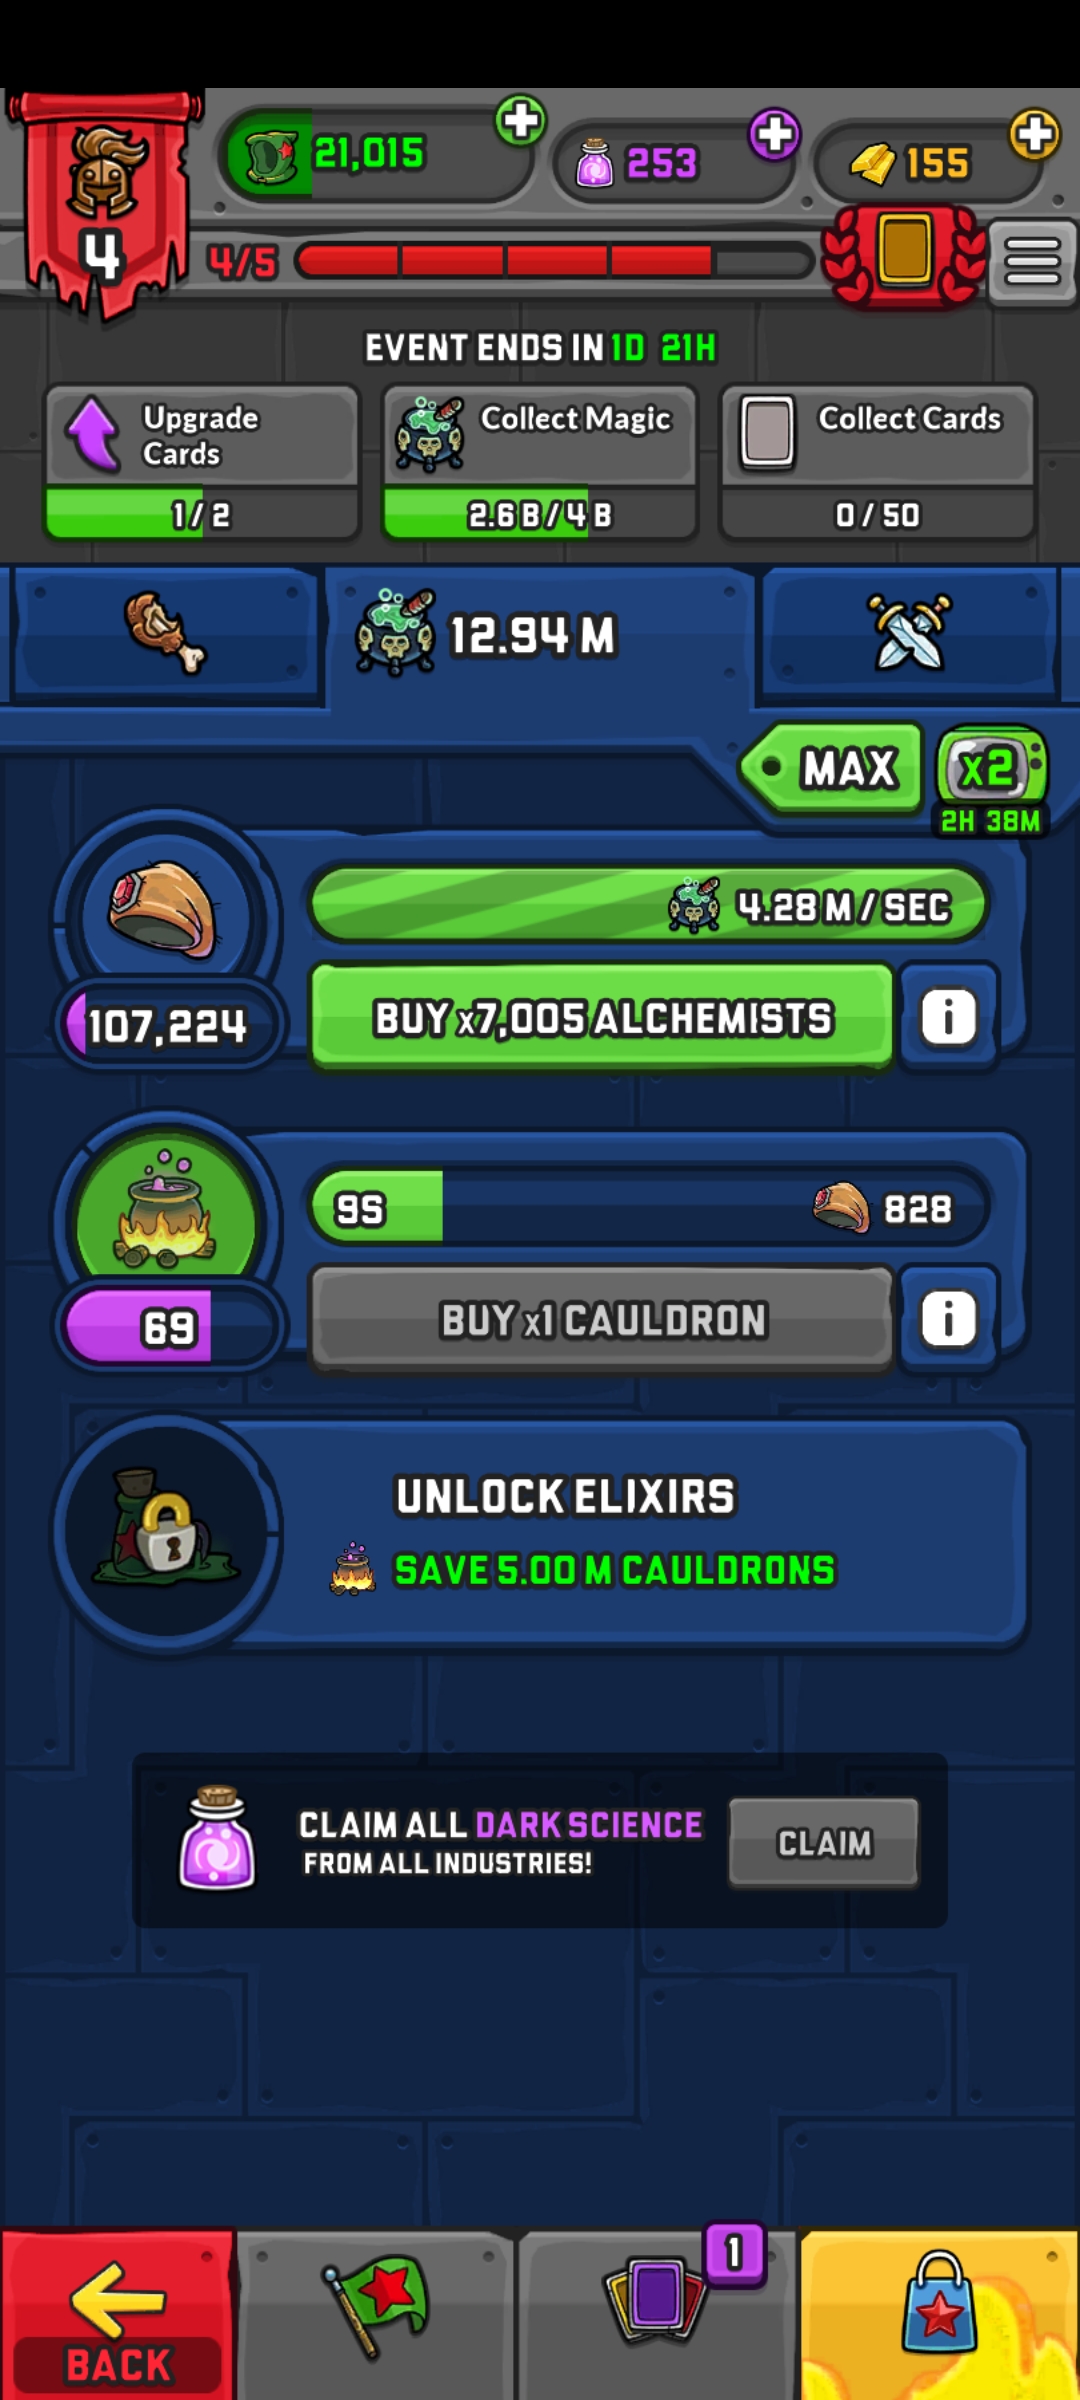 21,015
253
155
4
4/5
EVENT ENDS IN 1D 21H
Upgrade
Cards
1/2
Collect Magic
2.6B/4B
Collect Cards
0/50
12.94 M
MAX
x2
2H 38M
4.28 M/SEC
107,224
BUY x7,005 ALCHEMISTS
i
9S
828
69
BUY x1 CAULDRON
i
UNLOCK ELIXIRS
SAVE 5.00 M CAULDRONS
CLAIM ALL DARK SCIENCE
FROM ALL INDUSTRIES!
CLAIM
1
BACK